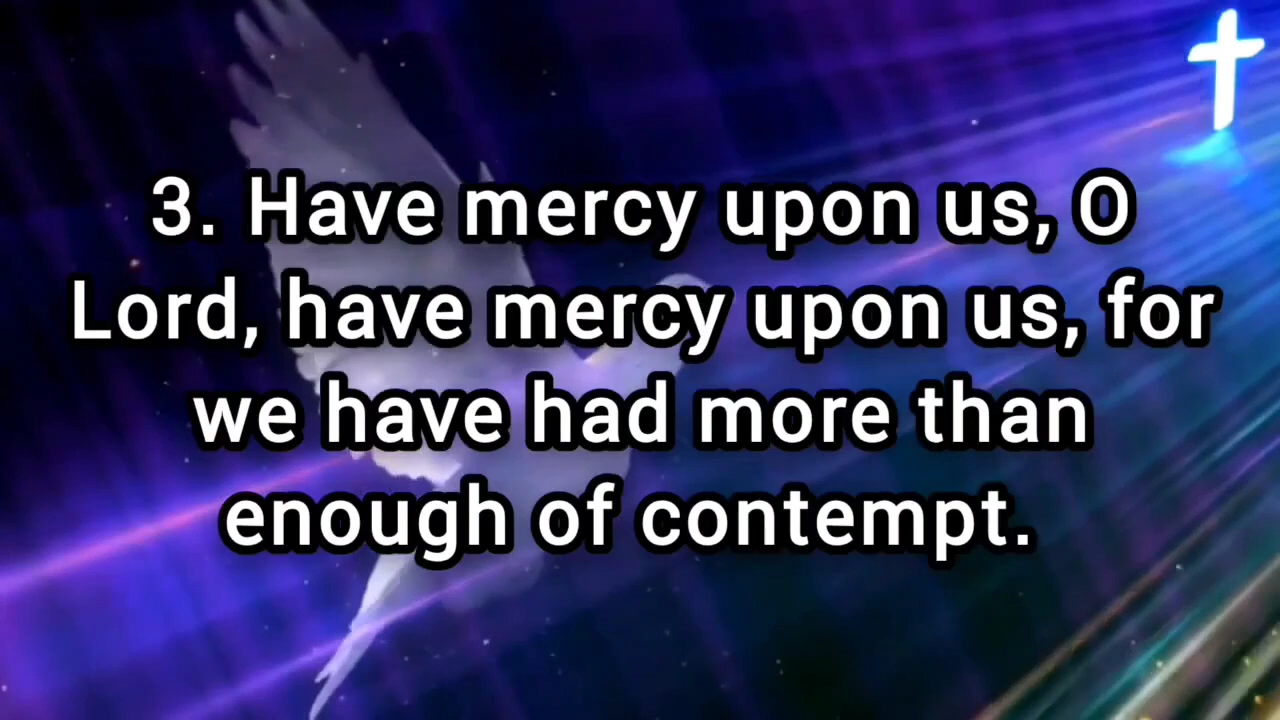 3. Have mercy upon us, O
Lord, have mercy upon us, for
we have had more than
enough of contempt.